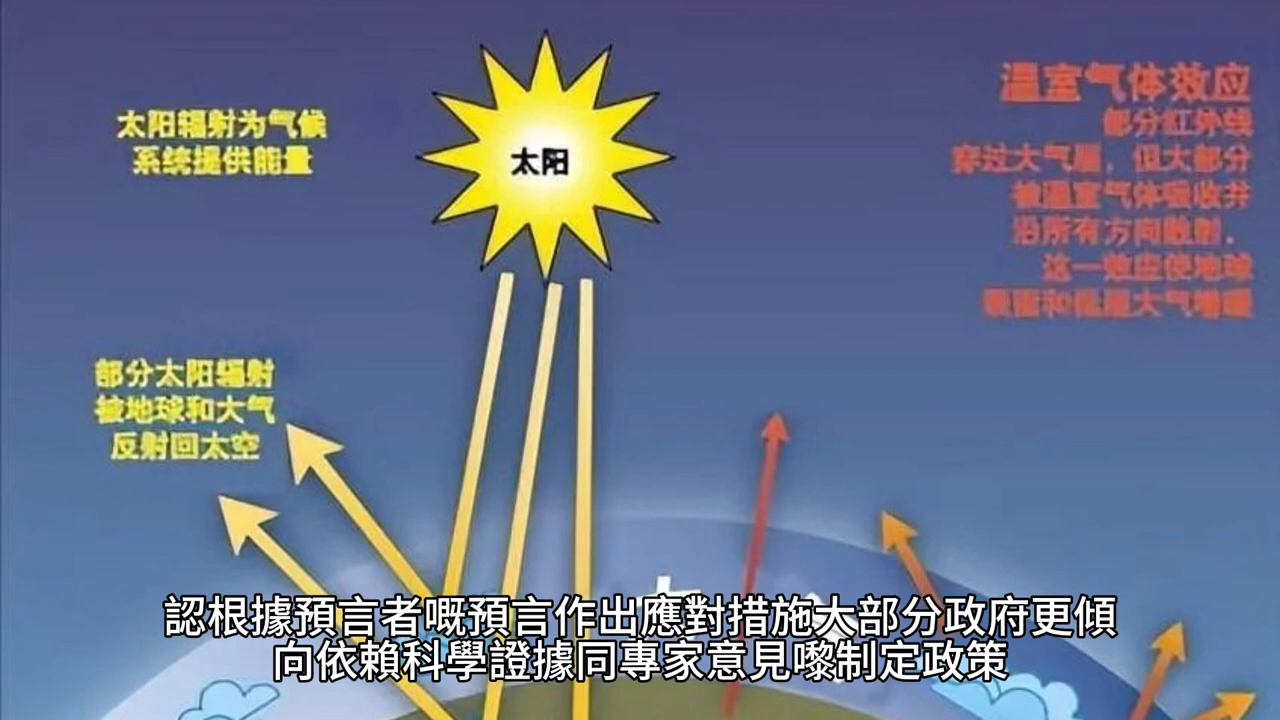 太阳辐射为气候
系统提供能量
太阳
温室气体效应
部分红外线
穿过大气层，但大部分
被温室气体吸收并
沿所有方向散射，
这一效应使地球
表面和低层大气增暖
部分太阳辐射
被地球和大气
反射回太空
認根據預言者嘅預言作出應對措施大部分政府更傾
向依賴科學證據同專家意見嚟制定政策